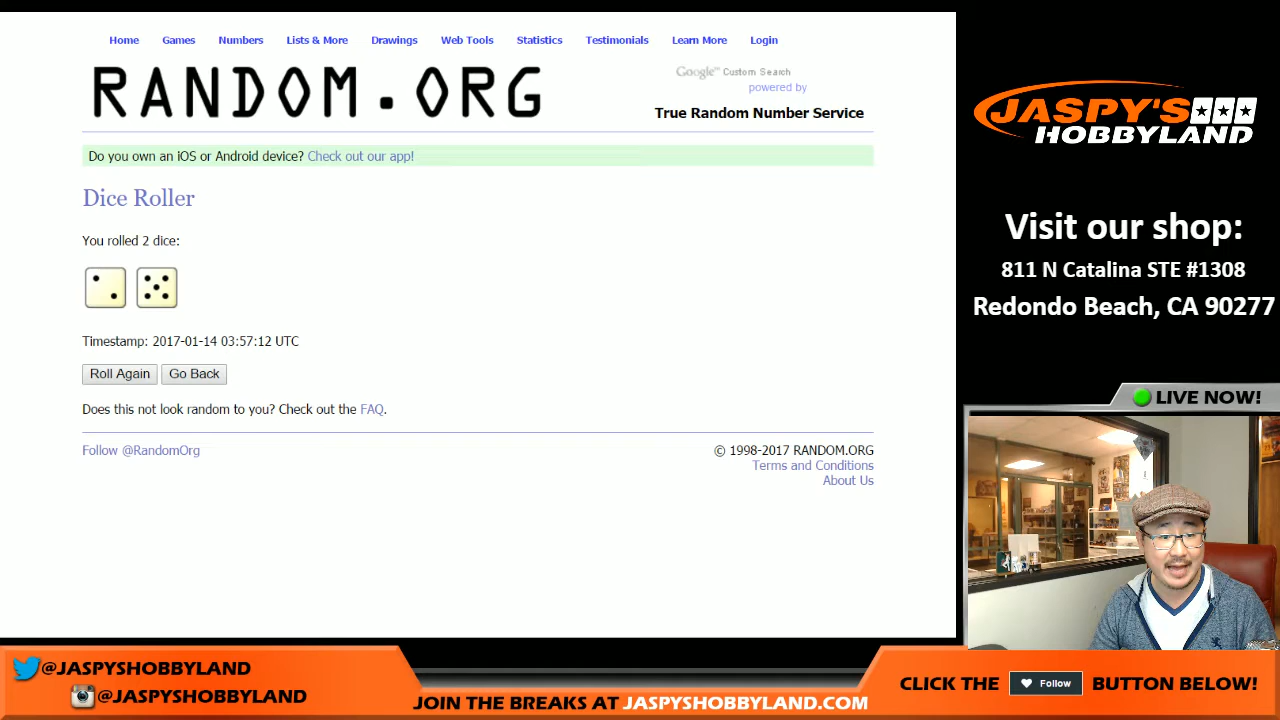 Home Games Numbers Lists & More Drawings Web Tools Statistics Testimonials Learn More Login
RANDOM.ORG
Google™ Custom Search
powered by
True Random Number Service
Do you own an iOS or Android device? Check out our app!
Dice Roller
You rolled 2 dice:
Timestamp: 2017-01-14 03:57:12 UTC
Roll Again Go Back
Does this not look random to you? Check out the FAQ.
Follow @RandomOrg
© 1998-2017 RANDOM.ORG
Terms and Conditions
About Us
JASPY'S
HOBBYLAND
Visit our shop:
811 N Catalina STE #1308
Redondo Beach, CA 90277
LIVE NOW!
@JASPYSHOBBYLAND
@JASPYSHOBBYLAND
JOIN THE BREAKS AT JASPYSHOBBYLAND.COM
CLICK THE Follow BUTTON BELOW!